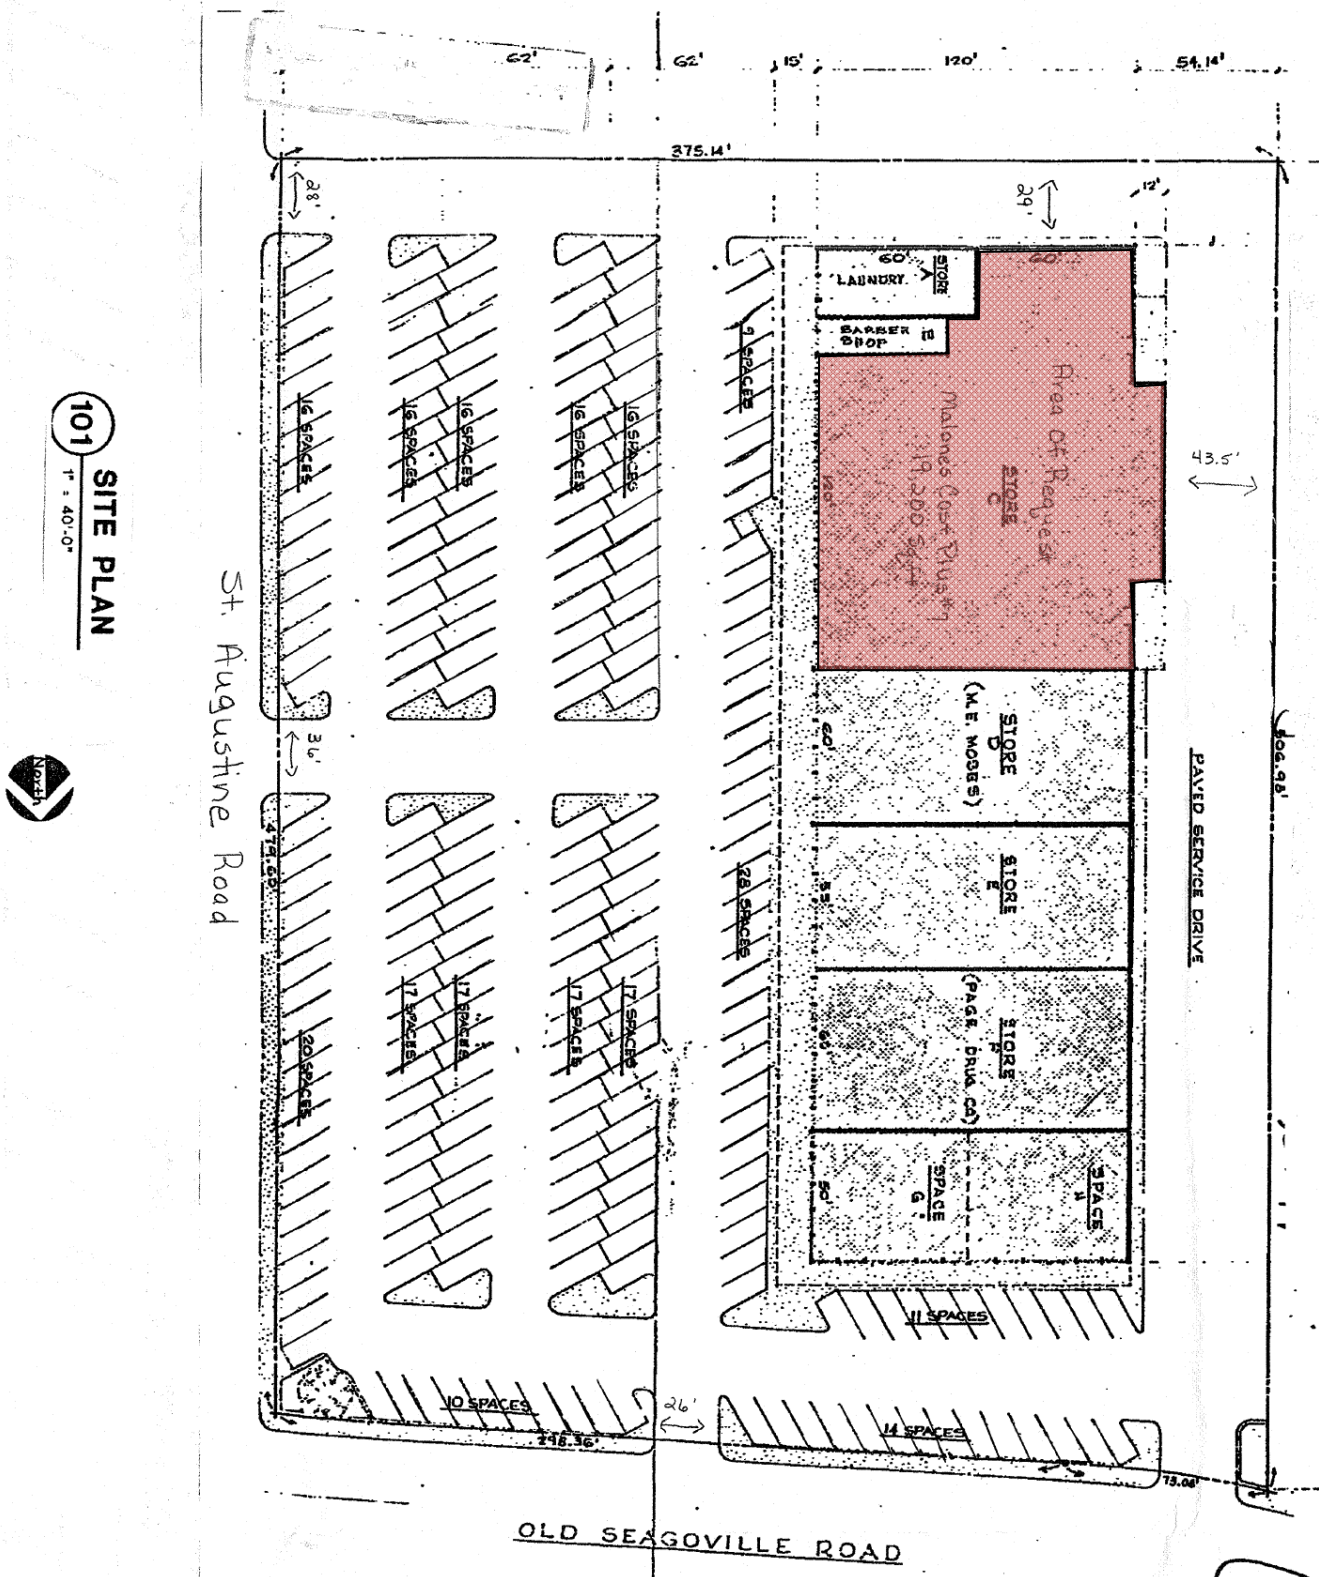 62'
62'
15'
120'
54.14'
375.14'
28'
29'
12'
60'
STORE
A
LAUNDRY
60'
BARBER
SHOP
B
9 SPACES
16 SPACES
16 SPACES
16 SPACES
16 SPACES
16 SPACES
Area Of Request
Malones Cost Plus #7
19,200 sq ft
STORE
C
120'
43.5'
101
SITE PLAN
1" = 40'-0"
North
St. Augustine Road
36'
479.60'
STORE
D
(M.E. MOSES)
60'
506.98'
PAVED SERVICE DRIVE
STORE
E
55'
28 SPACES
STORE
F
(PAGE DRUG CO)
60'
17 SPACES
17 SPACES
17 SPACES
17 SPACES
20 SPACES
SPACE
G
SPACE
H
50'
11 SPACES
10 SPACES
26'
14 SPACES
248.36'
73.06'
OLD SEAGOVILLE ROAD